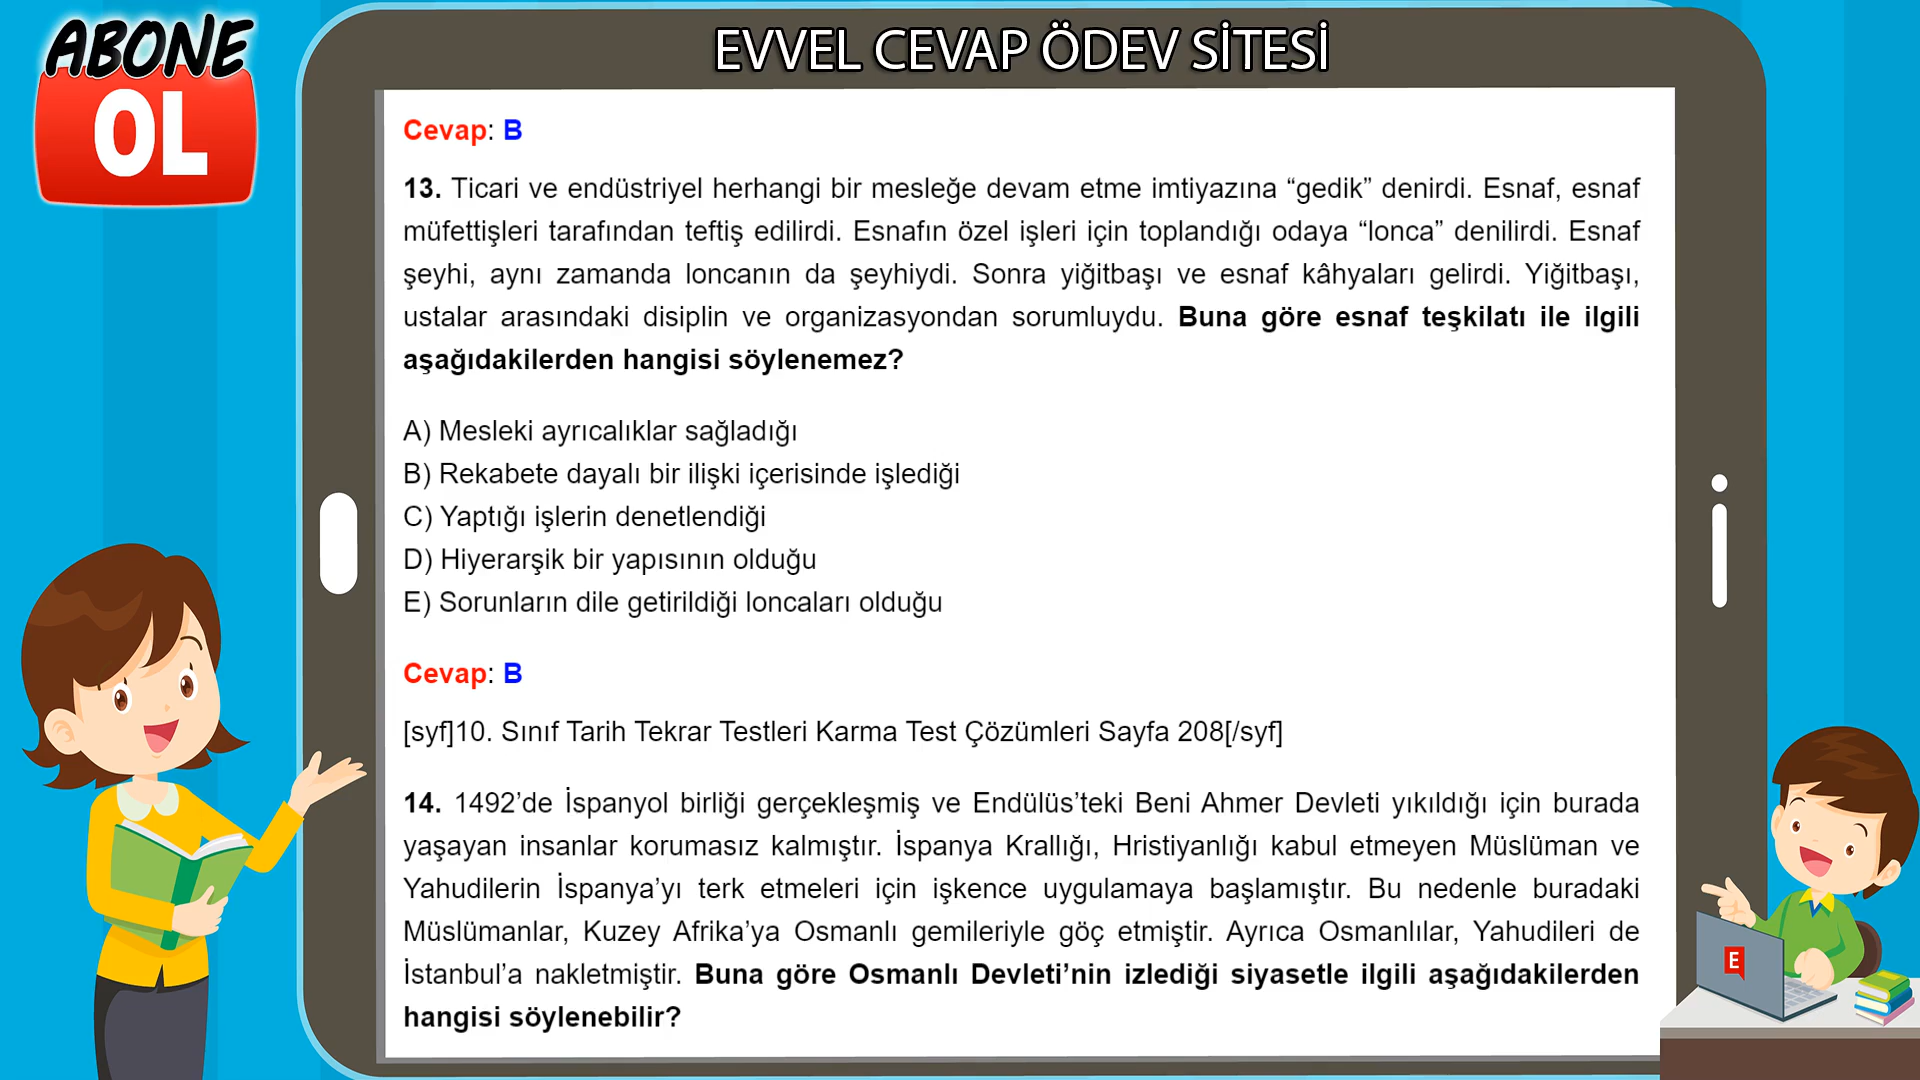 ABONE
OL
EVVEL CEVAP ÖDEV SİTESİ
Cevap: B
13. Ticari ve endüstriyel herhangi bir mesleğe devam etme imtiyazına “gedik” denirdi. Esnaf, esnaf
müfettişleri tarafından teftiş edilirdi. Esnafın özel işleri için toplandığı odaya “lonca” denilirdi. Esnaf
şeyhi, aynı zamanda loncanın da şeyhiydi. Sonra yiğitbaşı ve esnaf kâhyaları gelirdi. Yiğitbaşı,
ustalar arasındaki disiplin ve organizasyondan sorumluydu. Buna göre esnaf teşkilatı ile ilgili
aşağıdakilerden hangisi söylenemez?
A) Mesleki ayrıcalıklar sağladığı
B) Rekabete dayalı bir ilişki içerisinde işlediği
C) Yaptığı işlerin denetlendiği
D) Hiyerarşik bir yapısının olduğu
E) Sorunların dile getirildiği loncaları olduğu
Cevap: B
[syf]10. Sınıf Tarih Tekrar Testleri Karma Test Çözümleri Sayfa 208[/syf]
14. 1492’de İspanyol birliği gerçekleşmiş ve Endülüs’teki Beni Ahmer Devleti yıkıldığı için burada
yaşayan insanlar korumasız kalmıştır. İspanya Krallığı, Hristiyanlığı kabul etmeyen Müslüman ve
Yahudilerin İspanya’yı terk etmeleri için işkence uygulamaya başlamıştır. Bu nedenle buradaki
Müslümanlar, Kuzey Afrika’ya Osmanlı gemileriyle göç etmiştir. Ayrıca Osmanlılar, Yahudileri de
İstanbul’a nakletmiştir. Buna göre Osmanlı Devleti’nin izlediği siyasetle ilgili aşağıdakilerden
hangisi söylenebilir?
E